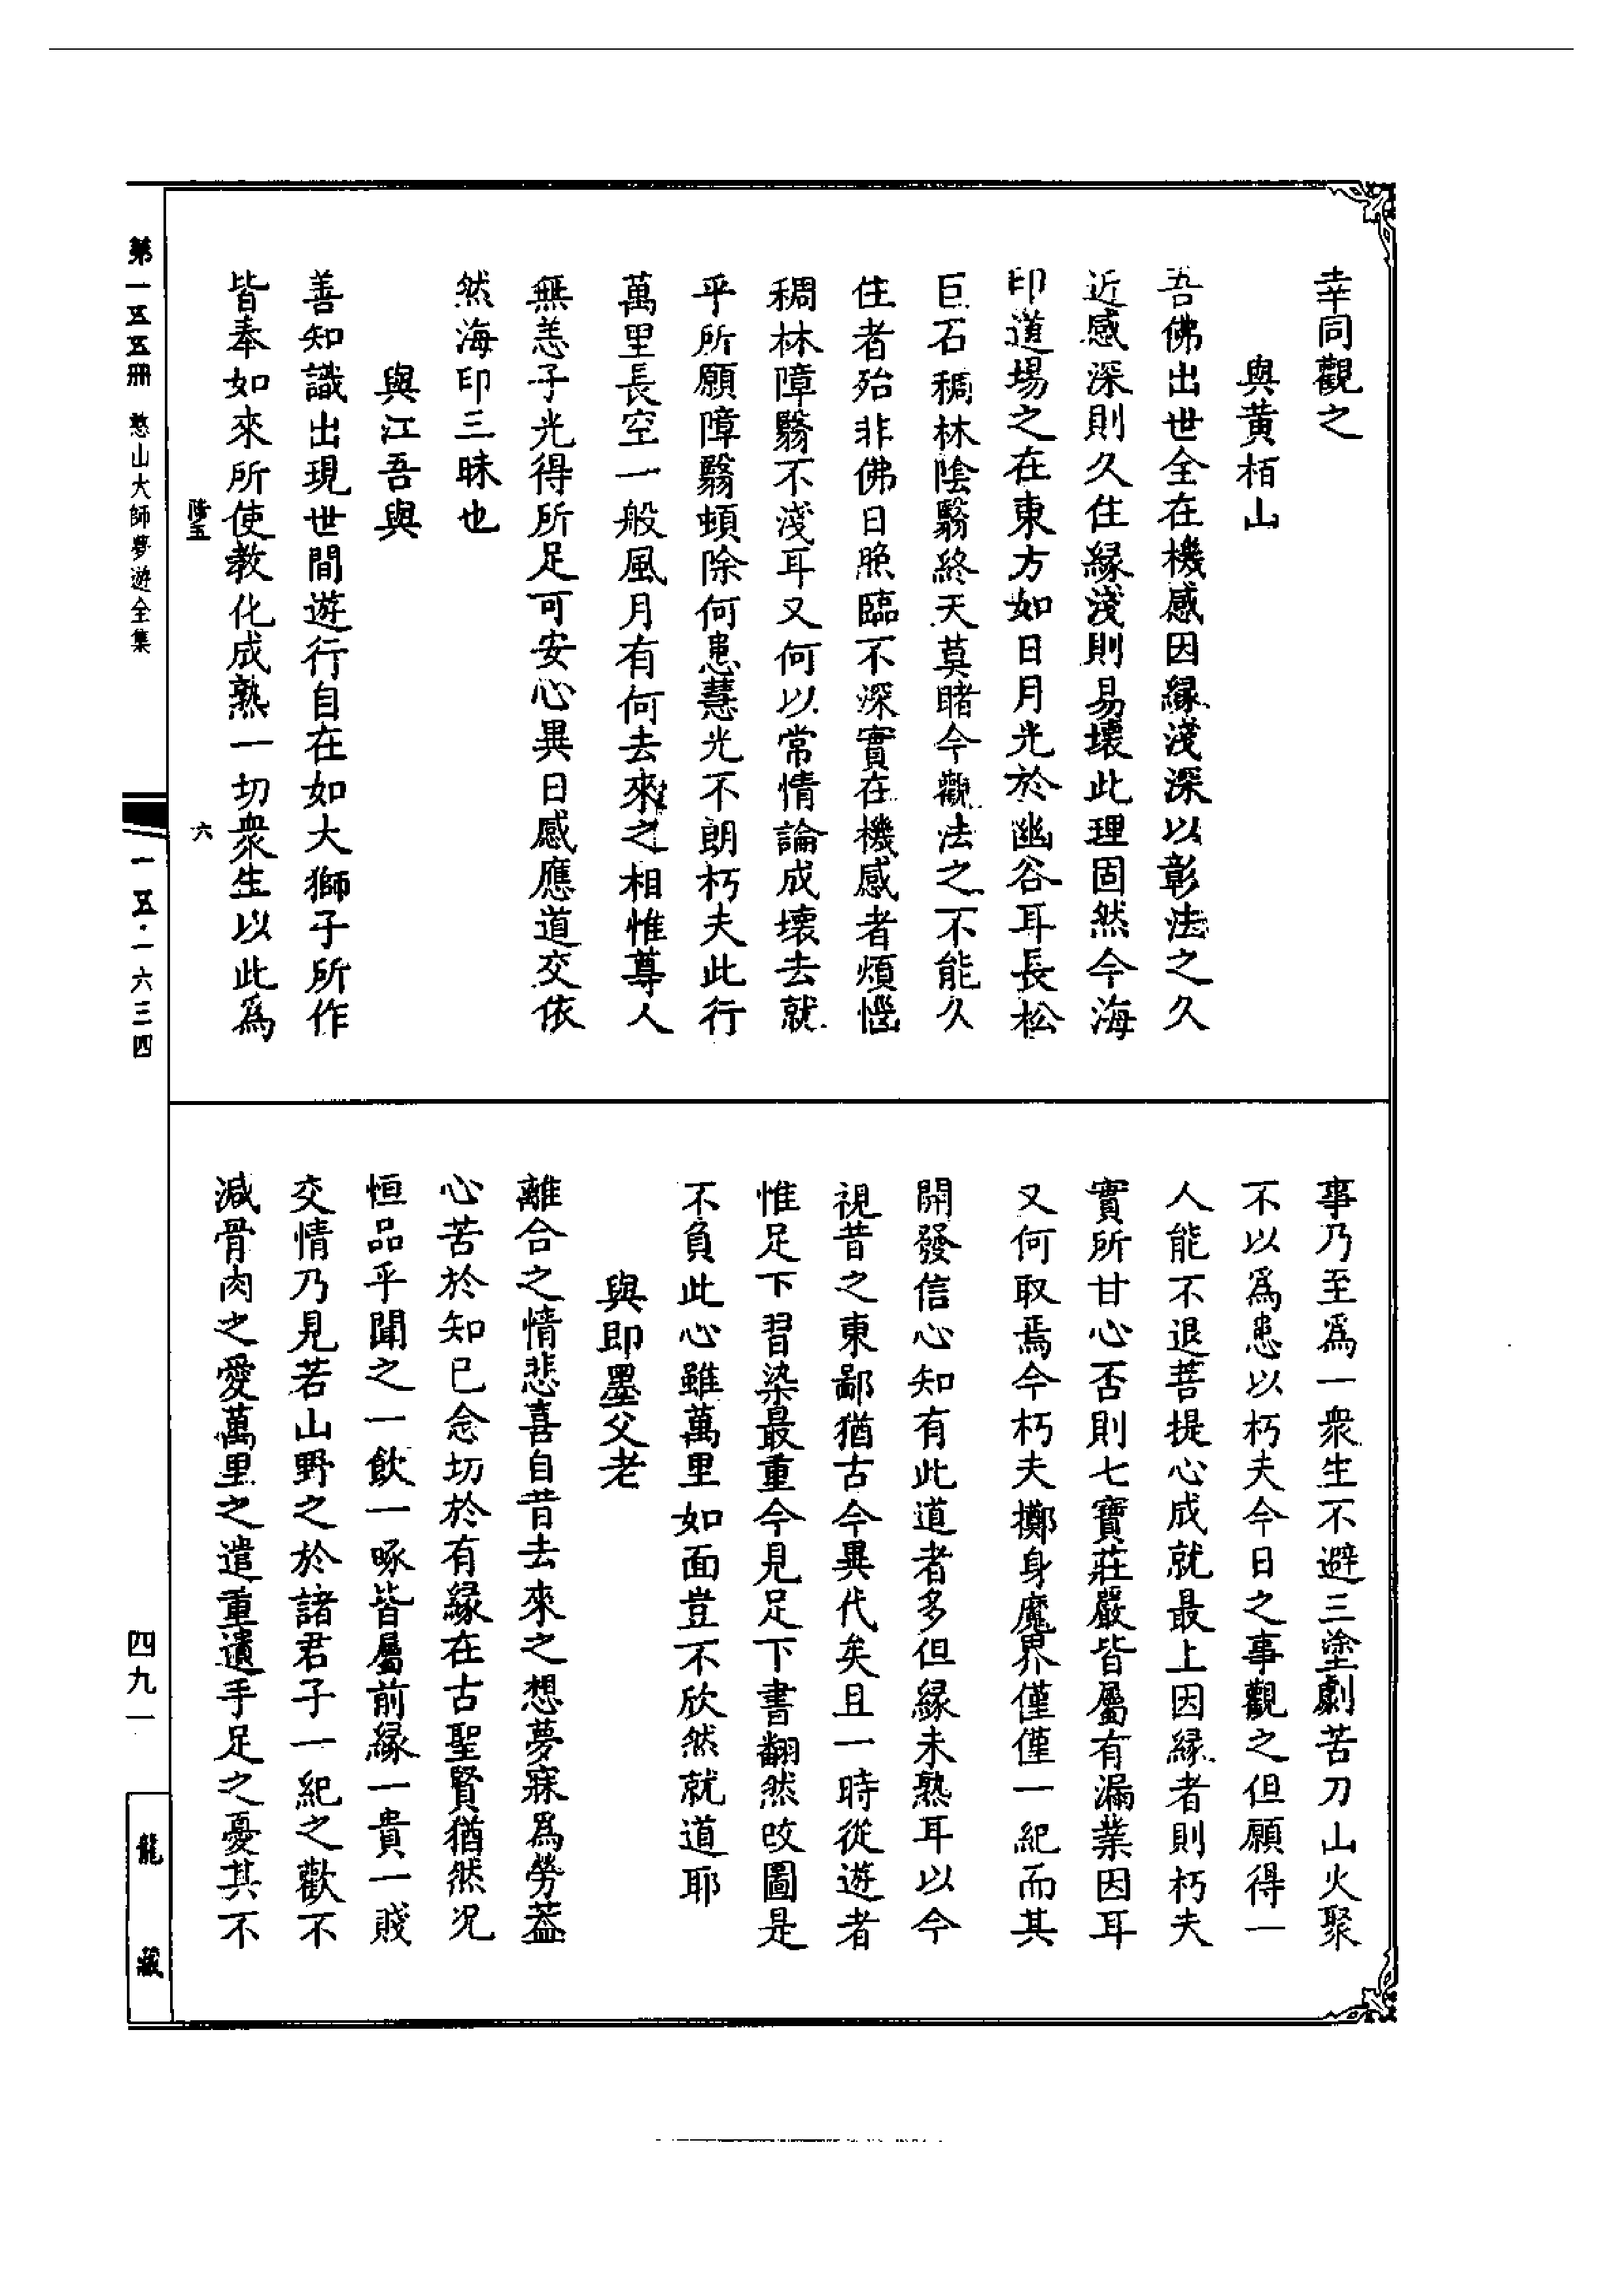 幸同觀之
與黃栢山
吾佛出世全在機感因緣淺深以彰法之久
近感深則久住緣淺則易壞此理固然今海
印道場之在東方如日月光於幽谷耳長松
巨石稠林陰翳終天莫睹今觀法之不能久
住者殆非佛日照臨不深實在機感者煩惱
稠林障翳不淺耳又何以常情論成壞去就
乎所願障翳頓除何患慧光不朗朽夫此行
萬里長空一般風月有何去來之相惟尊人
無恙子光得所足可安心異日感應道交依
然海印三昧也
與江吾與
善知識出現世間遊行自在如大獅子所作
皆奉如來所使教化成熟一切衆生以此爲
事乃至爲一衆生不避三塗劇苦刀山火聚
不以爲患以朽夫今日之事觀之但願得一
人能不退菩提心成就最上因緣者則朽夫
實所甘心否則七寶莊嚴皆屬有漏業因耳
又何取焉今朽夫擲身魔界僅僅一紀而其
開發信心知有此道者多但緣未熟耳以今
視昔之東鄙猶古今異代矣且一時從遊者
惟足下習染最重今見足下書翻然改圖是
不負此心雖萬里如面豈不欣然就道耶
與即墨父老
離合之情悲喜自昔去來之想夢寐爲勞蓋
心苦於知已念切於有緣在古聖賢猶然况
恒品乎聞之一飲一啄皆屬前緣一貴一賤
交情乃見若山野之於諸君子一紀之歡不
減骨肉之愛萬里之遣重遺手足之憂其不
第一五五冊 憨山大師夢遊全集
六
一五·一六三四
四九一
龍藏